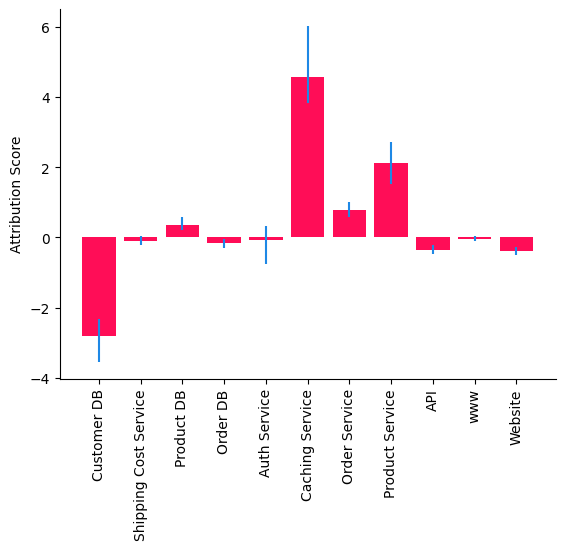 Attribution Score
6
4
2
0
−2
−4
Customer DB
Shipping Cost Service
Product DB
Order DB
Auth Service
Caching Service
Order Service
Product Service
API
www
Website